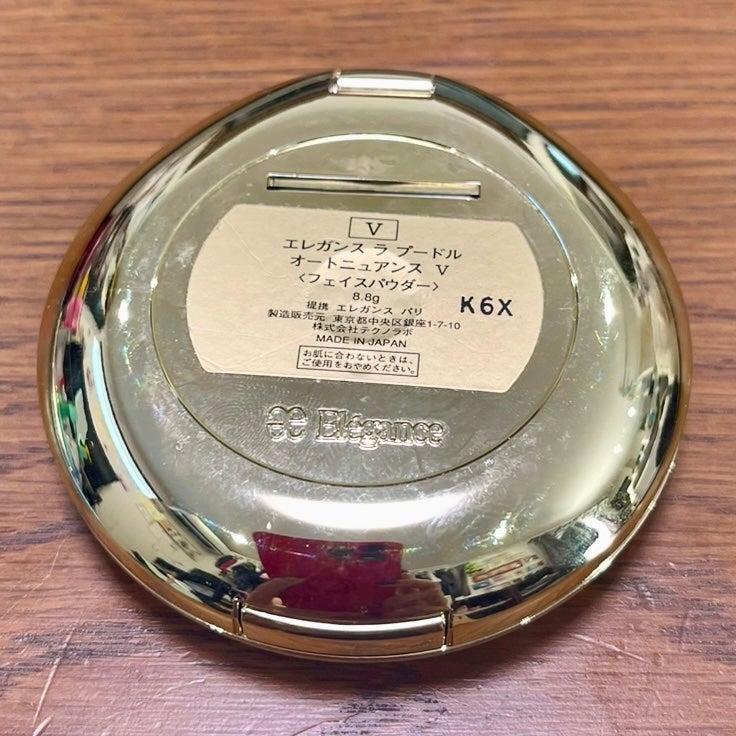 V
エレガンス ラ プードル
オートニュアンス V
〈フェイスパウダー〉
8.8g
K6X
提携 エレガンス パリ
製造販売元 東京都中央区銀座1-7-10
株式会社テクノラボ
MADE IN JAPAN
お肌に合わないときは、
ご使用をおやめください。
Elégance